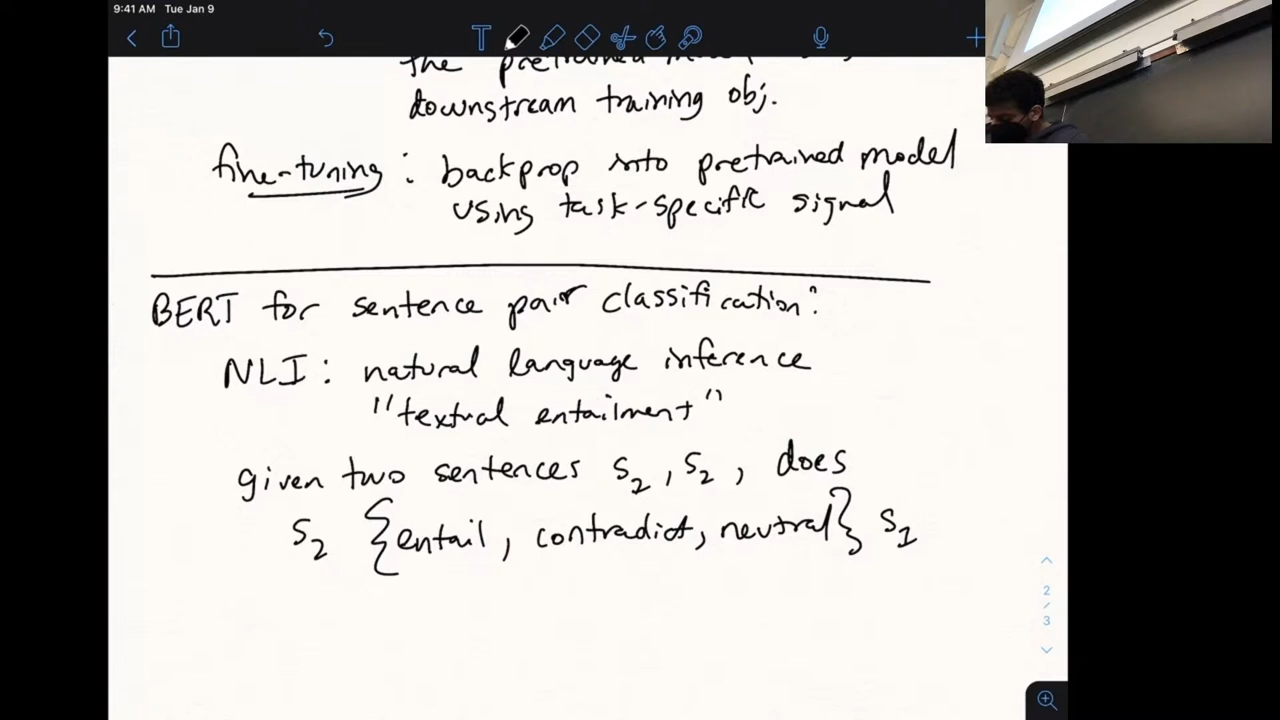 9:41 AM Tue Jan 9
T
the pretrained
downstream training obj.
fine-tuning : backprop into pretrained model
using task-specific signal
BERT for sentence pair classification:
NLI : natural language inference
"textual entailment"
given two sentences s₂, s₂, does
s₂ {entail, contradict, neutral} s₁
2
/
3